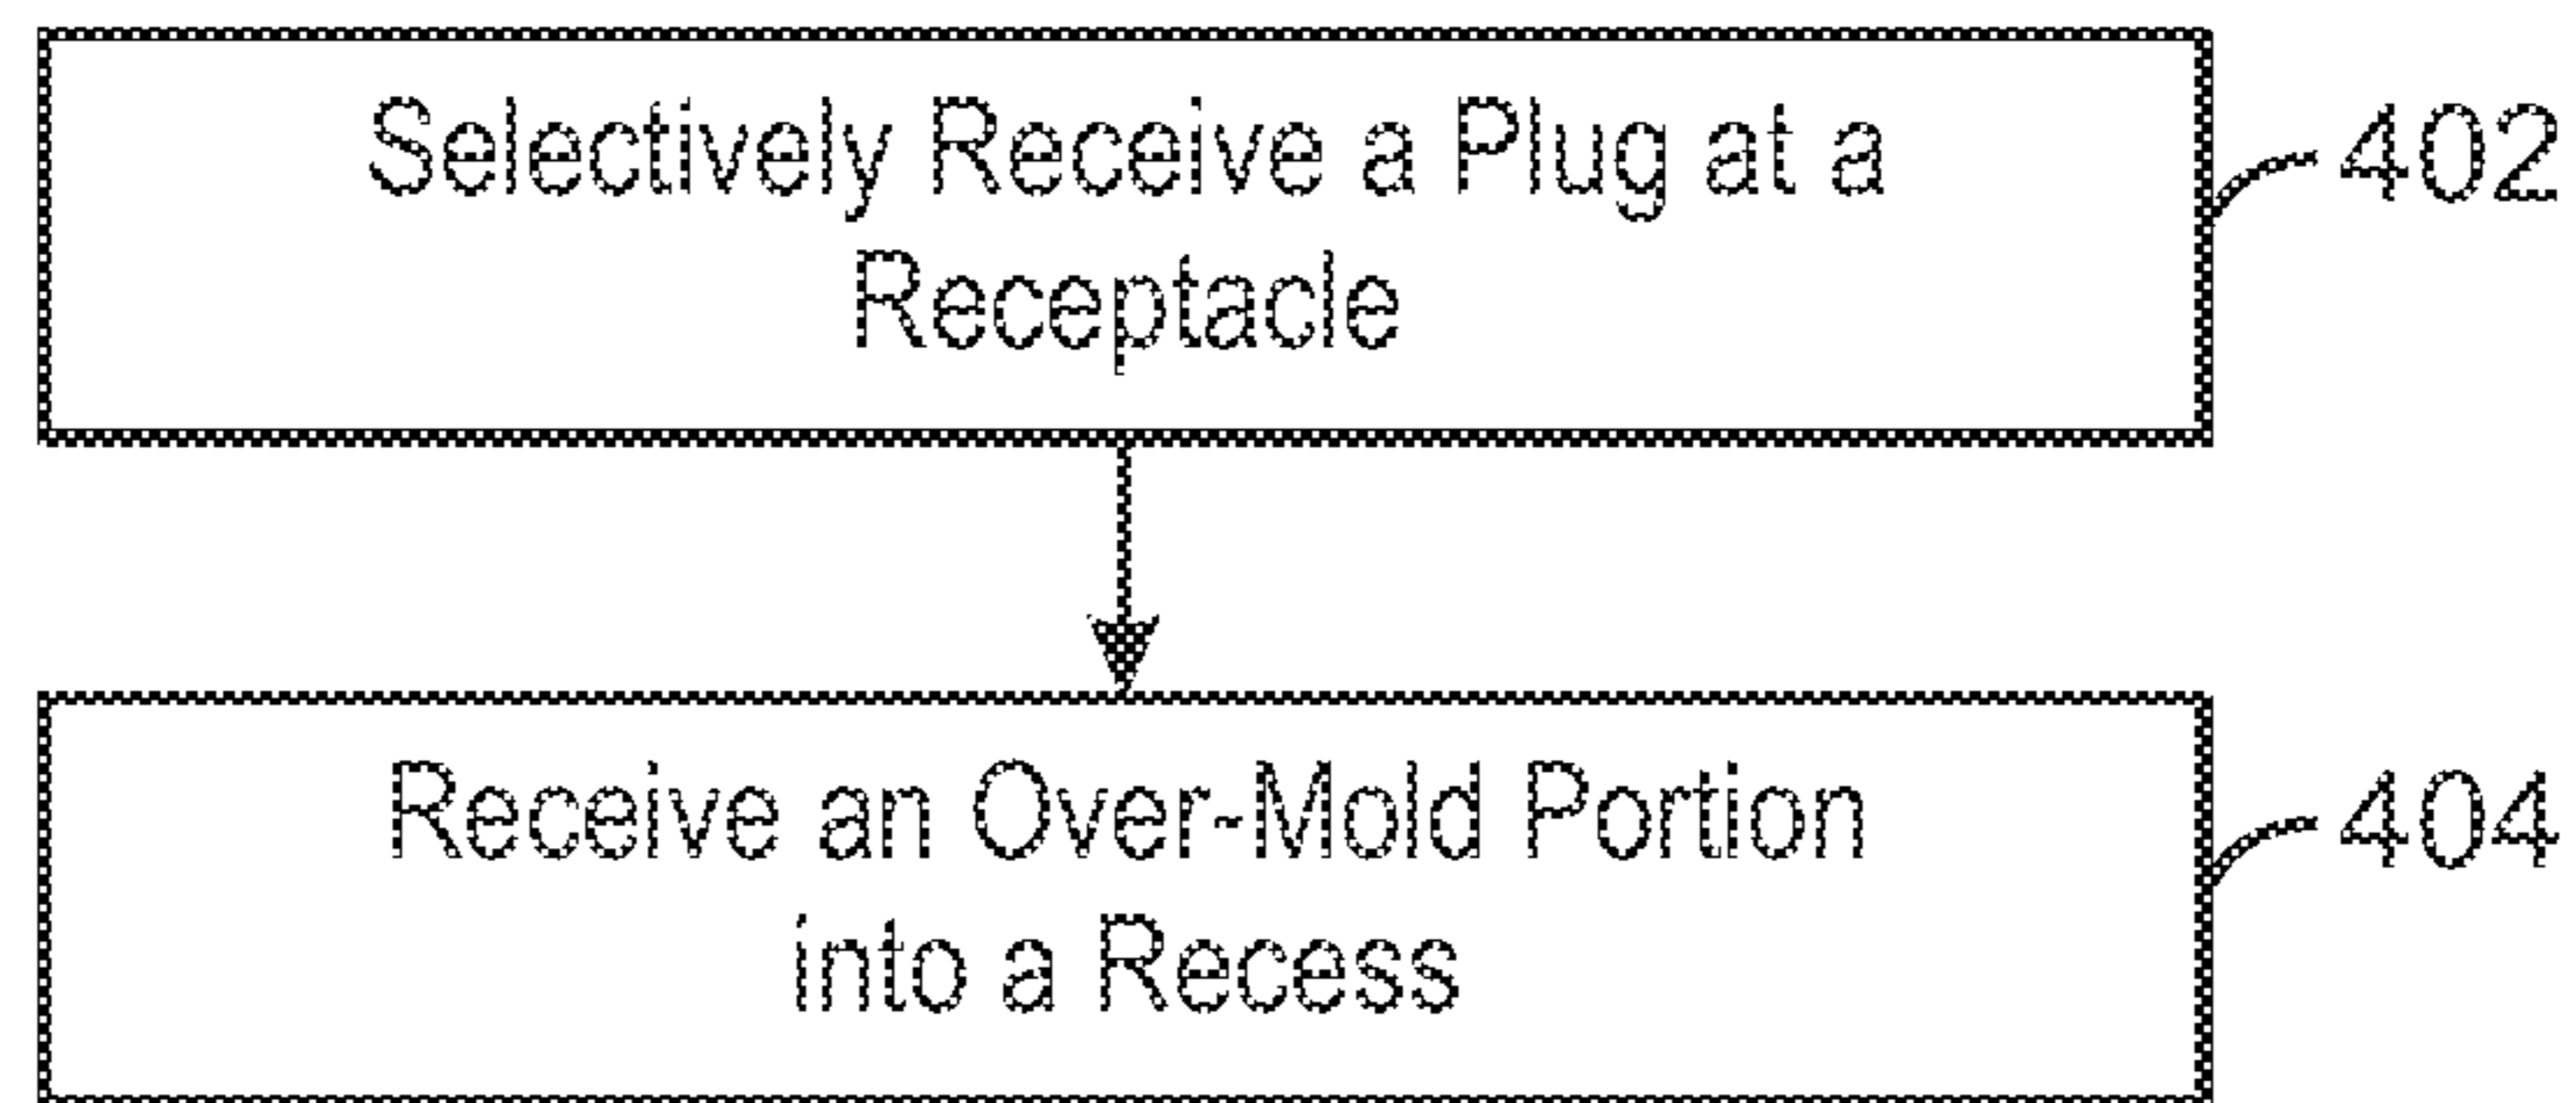 Selectively Receive a Plug at a
Receptacle
402
Receive an Over-Mold Portion
into a Recess
404